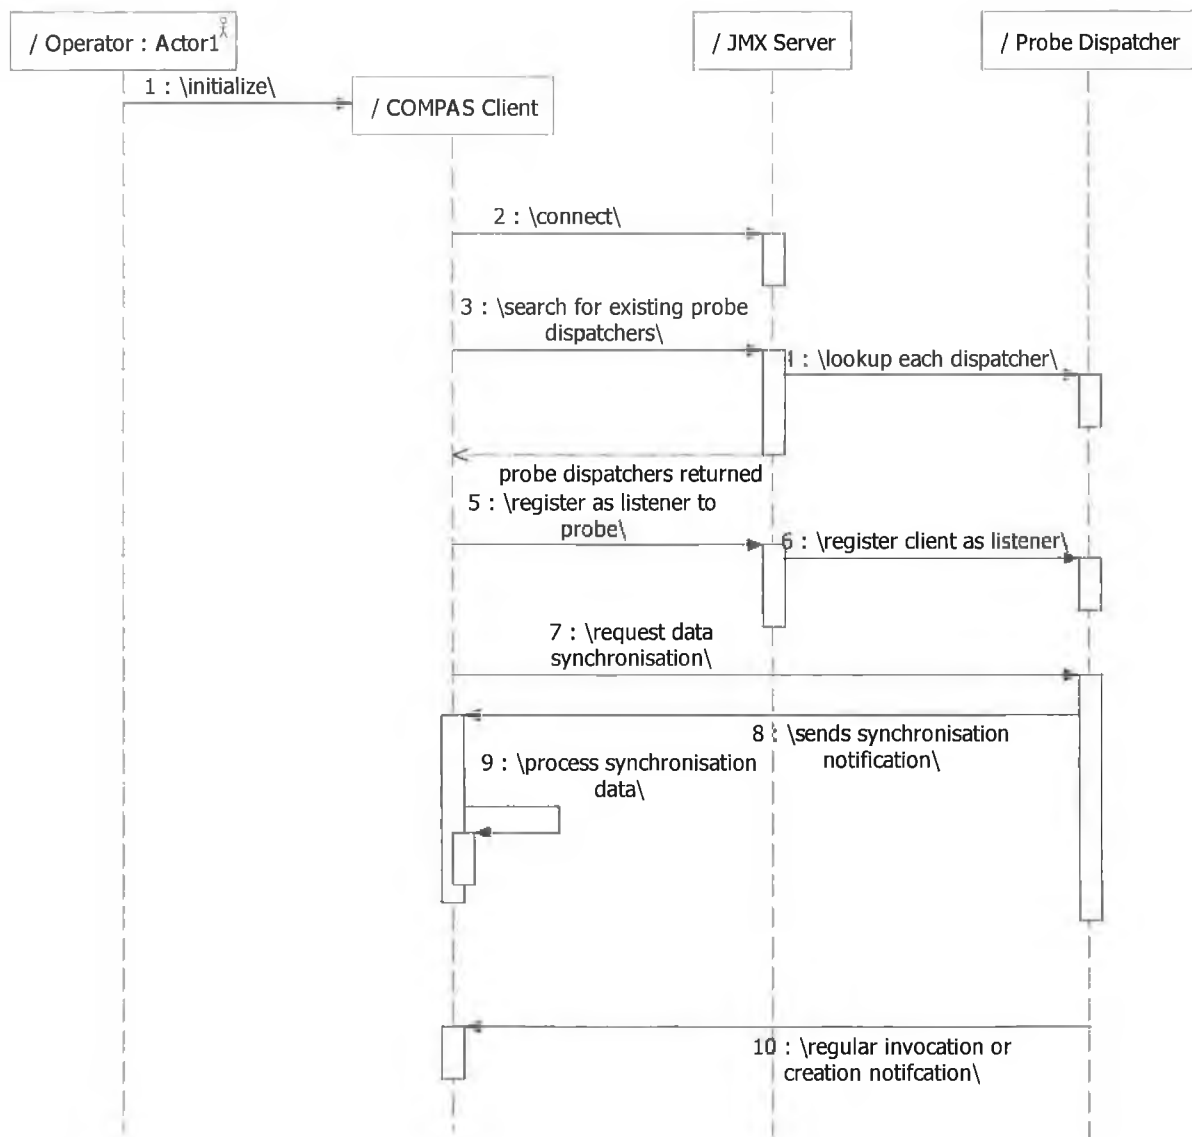 / Operator : Actor1
/ JMX Server
/ Probe Dispatcher
1 : \initialize\
/ COMPAS Client
2 : \connect\
3 : \search for existing probe
dispatchers\
: \lookup each dispatcher\
probe dispatchers returned
5 : \register as listener to
probe\
6 : \register client as listener\
7 : \request data
synchronisation\
8 : \sends synchronisation
notification\
9 : \process synchronisation
data\
10 : \regular invocation or
creation notifcation\